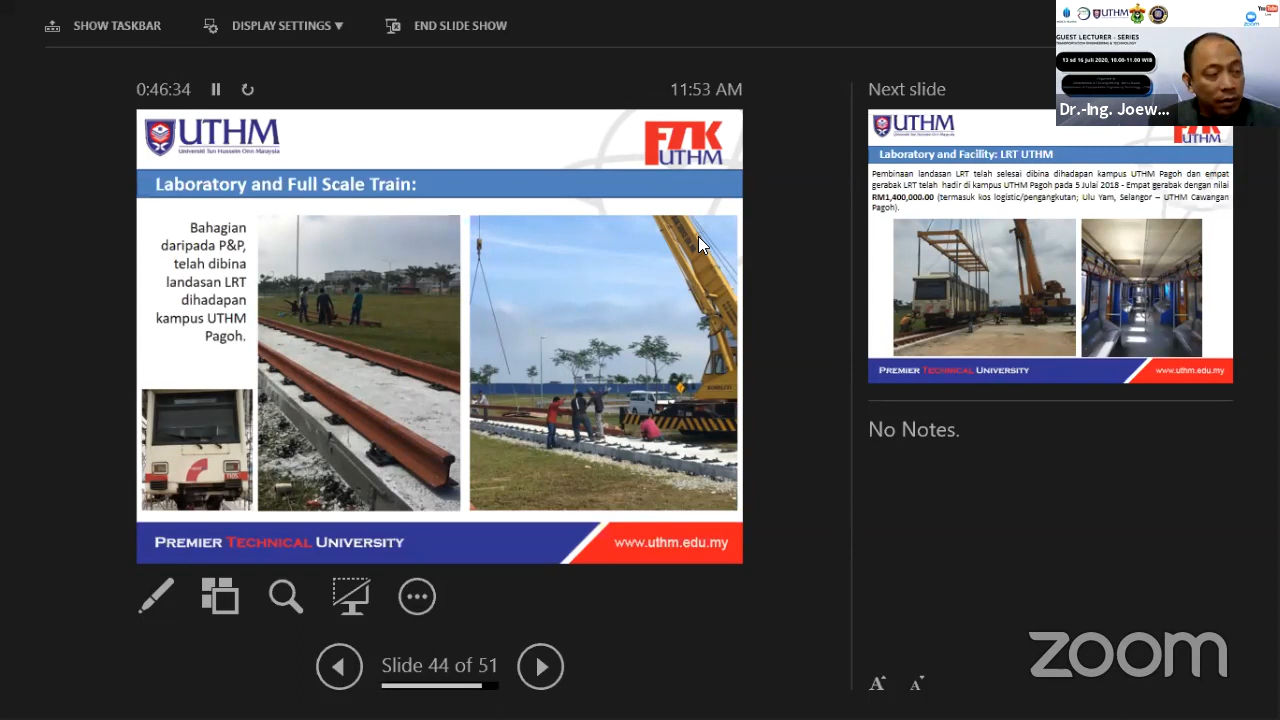 SHOW TASKBAR
DISPLAY SETTINGS ▼
END SLIDE SHOW
0:46:34
11:53 AM
UTHM
Universiti Tun Hussein Onn Malaysia
FTK
UTHM
Laboratory and Full Scale Train:
Bahagian
daripada P&P,
telah dibina
landasan LRT
dihadapan
kampus UTHM
Pagoh.
PREMIER TECHNICAL UNIVERSITY
www.uthm.edu.my
Slide 44 of 51
Next slide
UTHM
UTHM
Laboratory and Facility: LRT UTHM
Pembinaan landasan LRT telah selesai dibina dihadapan kampus UTHM Pagoh dan empat
gerabak LRT telah hadir di kampus UTHM Pagoh pada 5 Julai 2018 - Empat gerabak dengan nilai
RM1,400,000.00 (termasuk kos logistic/pengangkutan; Ulu Yam, Selangor – UTHM Cawangan
Pagoh).
PREMIER TECHNICAL UNIVERSITY
www.uthm.edu.my
No Notes.
A A
UTHM
zoom
YouTube
GUEST LECTURER - SERIES
TRANSPORTATION ENGINEERING & TECHNOLOGY
13 sd 16 Juli 2020, 10.00-11.00 WIB
Dr.-Ing. Joew...
zoom